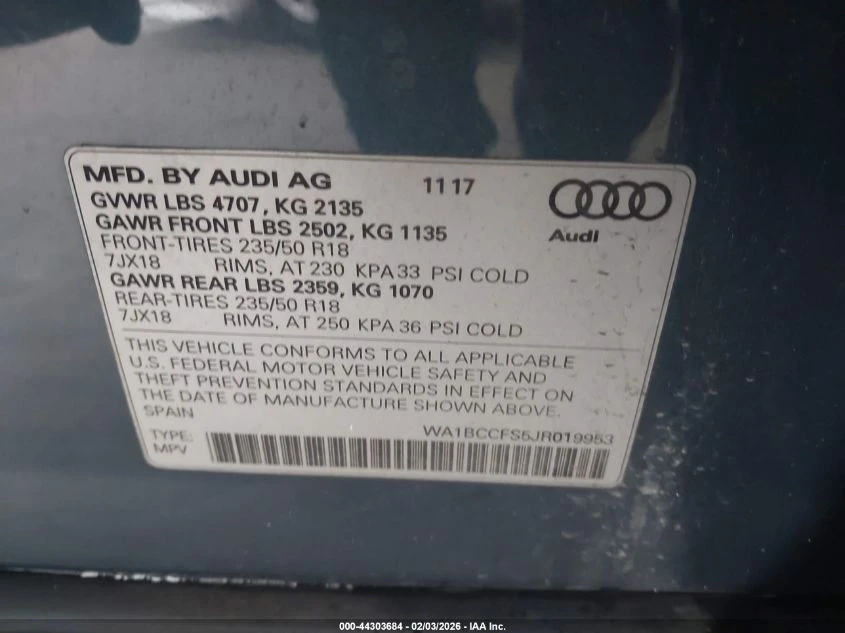 MFD. BY AUDI AG 11 17
GVWR LBS 4707, KG 2135
GAWR FRONT LBS 2502, KG 1135
Audi
FRONT-TIRES 235/50 R18
7JX18 RIMS, AT 230 KPA 33 PSI COLD
GAWR REAR LBS 2359, KG 1070
REAR-TIRES 235/50 R18
7JX18 RIMS, AT 250 KPA 36 PSI COLD
THIS VEHICLE CONFORMS TO ALL APPLICABLE
U.S. FEDERAL MOTOR VEHICLE SAFETY AND
THEFT PREVENTION STANDARDS IN EFFECT ON
THE DATE OF MANUFACTURE SHOWN ABOVE.
SPAIN
WA1BCCFS5JR019953
TYPE:
MPV
000-44303684 - 02/03/2026 - IAA Inc.